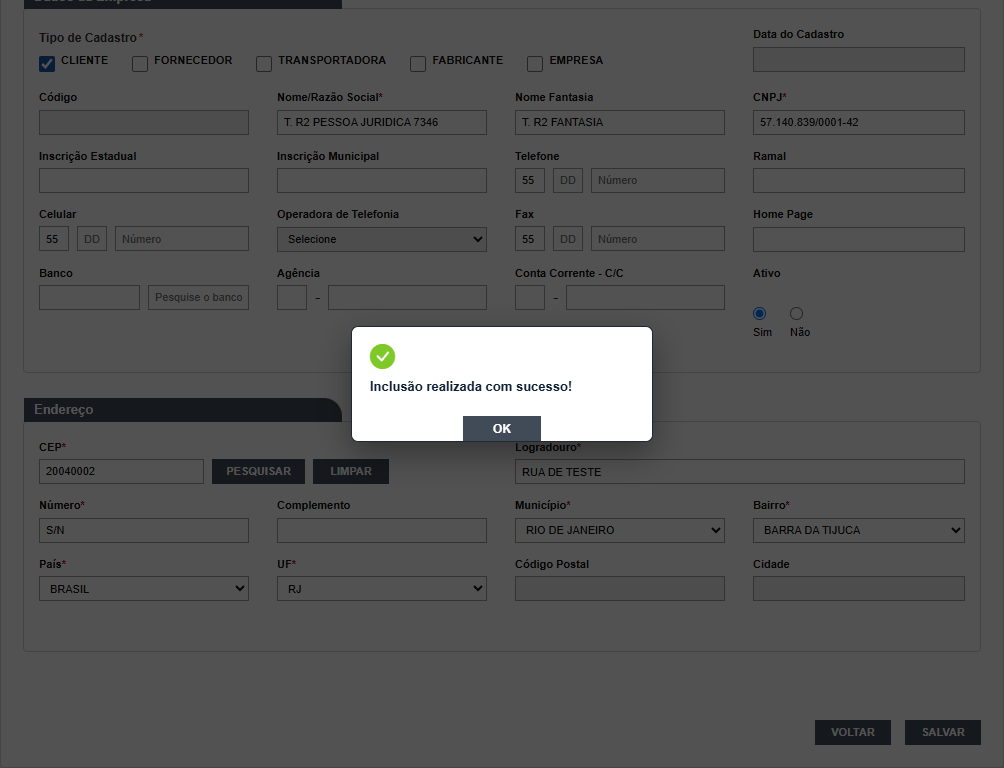 Tipo de Cadastro*
Data do Cadastro
CLIENTE FORNECEDOR TRANSPORTADORA FABRICANTE EMPRESA
Código Nome/Razão Social* Nome Fantasia CNPJ*
T. R2 PESSOA JURIDICA 7346 T. R2 FANTASIA 57.140.839/0001-42
Inscrição Estadual Inscrição Municipal Telefone Ramal
55 DD Número
Celular Operadora de Telefonia Fax Home Page
55 DD Número Selecione 55 DD Número
Banco Agência Conta Corrente - C/C Ativo
Pesquise o banco - -
Sim Não
Inclusão realizada com sucesso!
OK
Endereço
CEP* Logradouro*
20040002 PESQUISAR LIMPAR RUA DE TESTE
Número* Complemento Município* Bairro*
S/N RIO DE JANEIRO BARRA DA TIJUCA
País* UF* Código Postal Cidade
BRASIL RJ
VOLTAR SALVAR